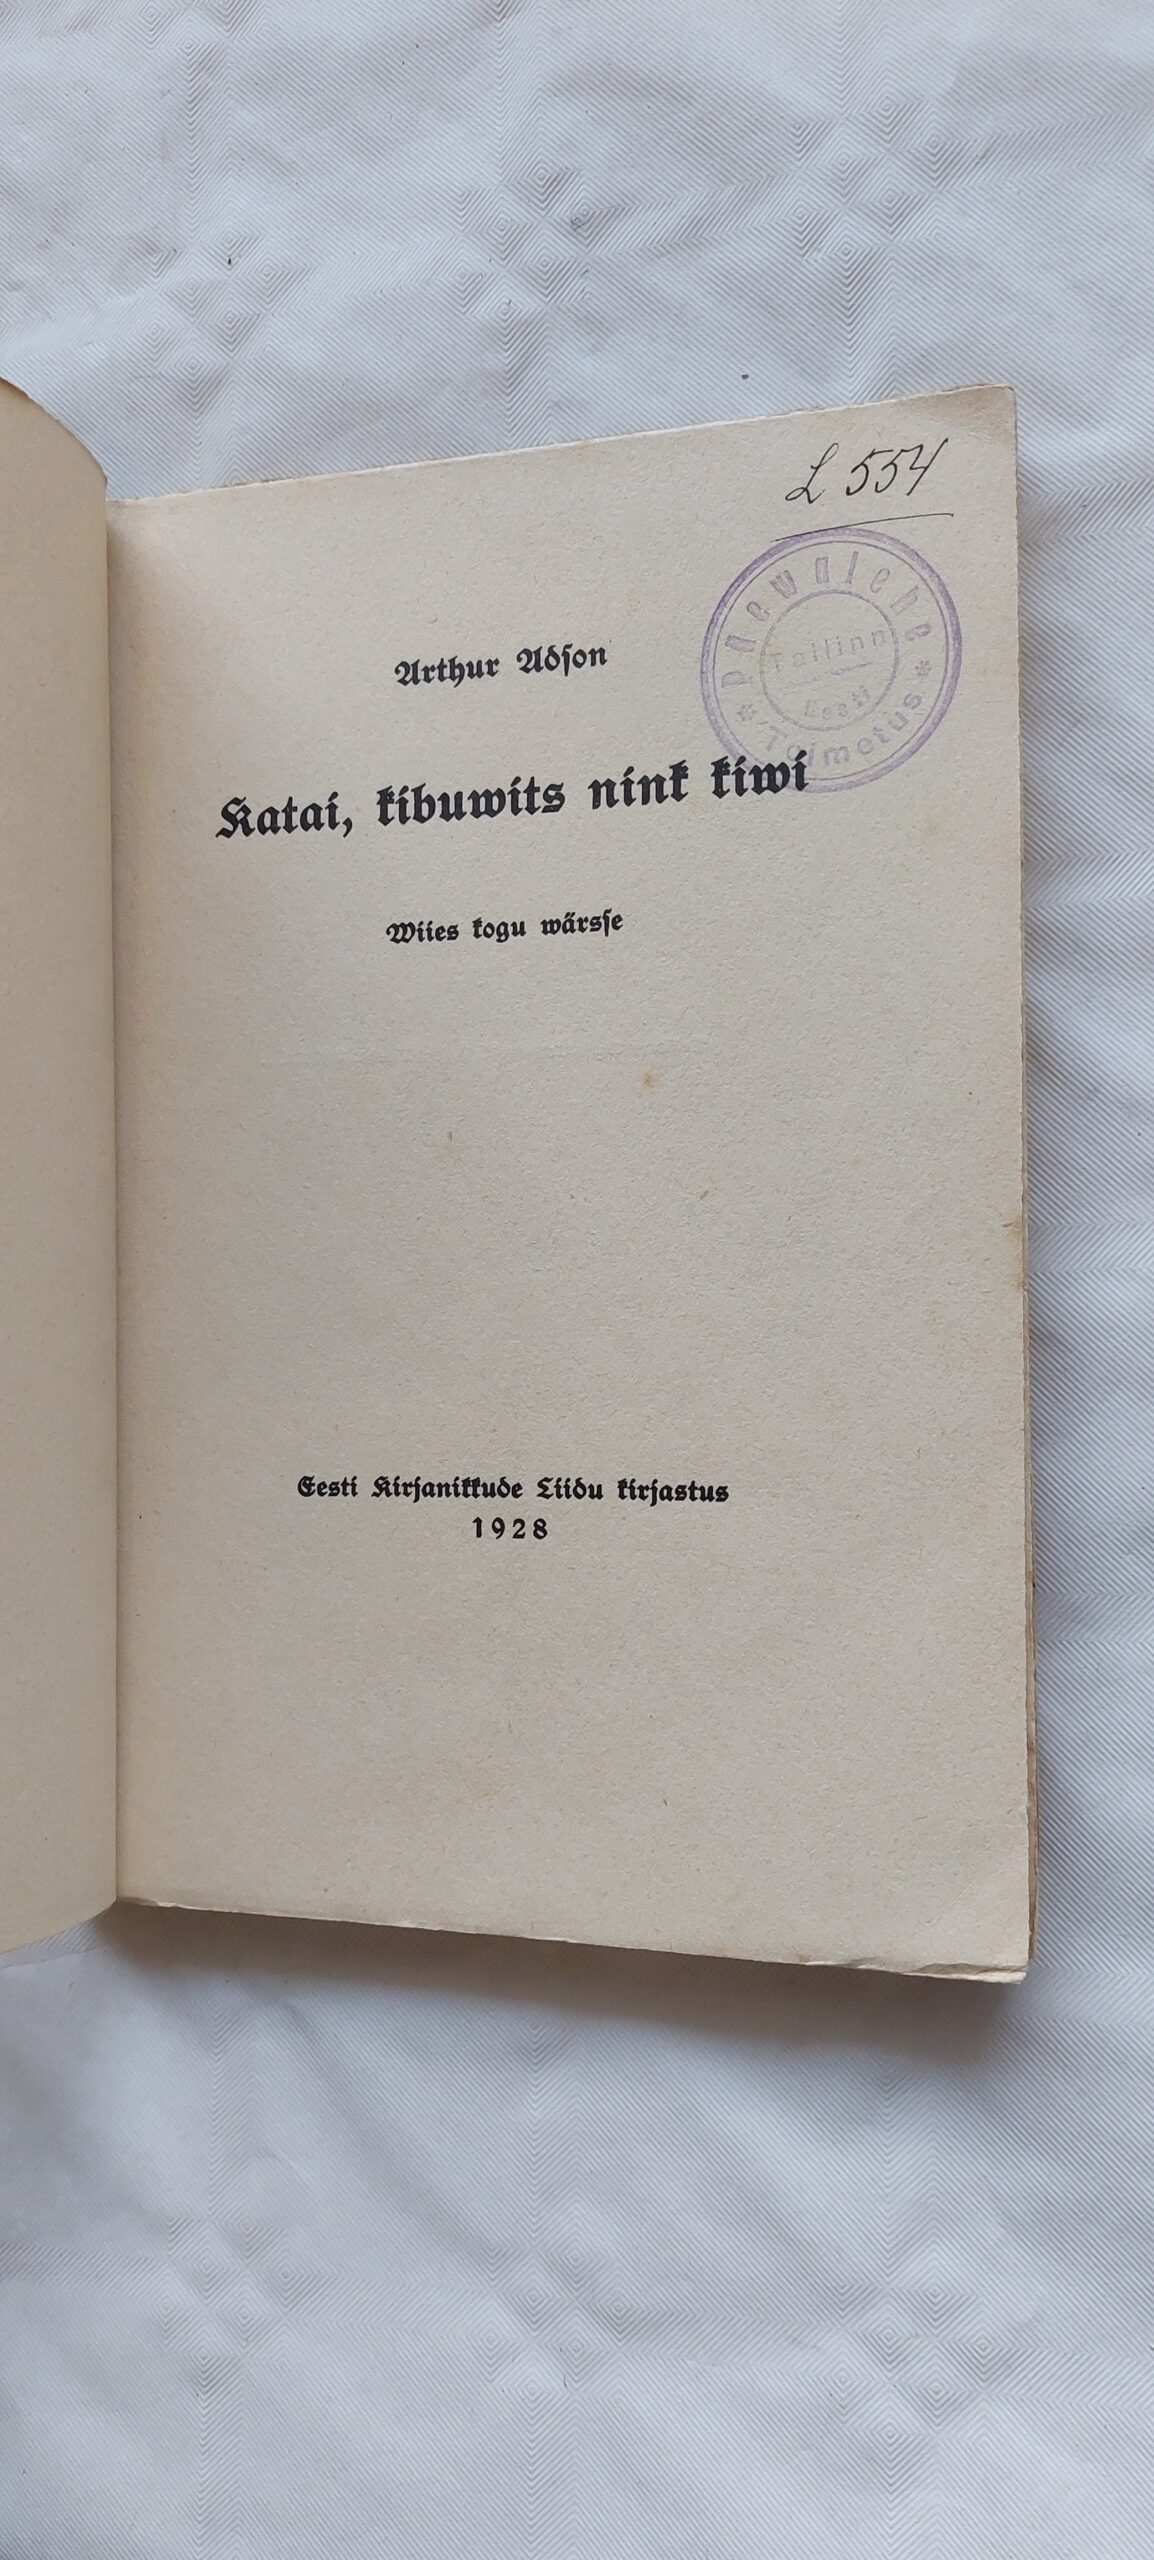 L 554
Päewaleht
Tallinn
Eesti
Toimetus
Arthur Adson
Katai, kibuwits nink kiwi
Wiies kogu wärsse
Eesti Kirjanikkude Liidu kirjastus
1928